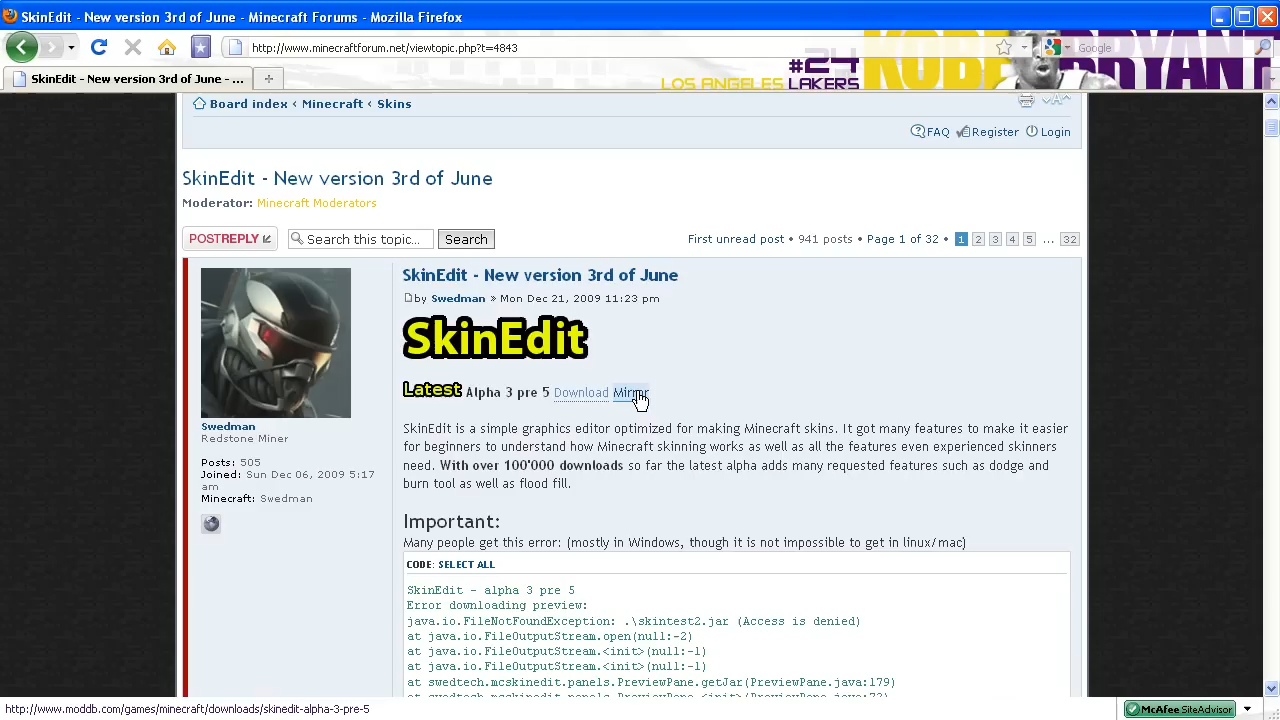 SkinEdit - New version 3rd of June - Minecraft Forums - Mozilla Firefox
http://www.minecraftforum.net/viewtopic.php?t=4843
Google
#24
LOS ANGELES LAKERS
KOBE BRYANT
SkinEdit - New version 3rd of June - ...
Board index ‹ Minecraft ‹ Skins
FAQ Register Login
SkinEdit - New version 3rd of June
Moderator: Minecraft Moderators
POSTREPLY
Search this topic...
Search
First unread post • 941 posts • Page 1 of 32 • 1 2 3 4 5 ... 32
SkinEdit - New version 3rd of June
by Swedman » Mon Dec 21, 2009 11:23 pm
SkinEdit
Latest Alpha 3 pre 5 Download Mirror
SkinEdit is a simple graphics editor optimized for making Minecraft skins. It got many features to make it easier
for beginners to understand how Minecraft skinning works as well as all the features even experienced skinners
need. With over 100'000 downloads so far the latest alpha adds many requested features such as dodge and
burn tool as well as flood fill.
Swedman
Redstone Miner
Posts: 505
Joined: Sun Dec 06, 2009 5:17
am
Minecraft: Swedman
Important:
Many people get this error: (mostly in Windows, though it is not impossible to get in linux/mac)
CODE: SELECT ALL
SkinEdit - alpha 3 pre 5
Error downloading preview:
java.io.FileNotFoundException: .\skintest2.jar (Access is denied)
at java.io.FileOutputStream.open(null:-2)
at java.io.FileOutputStream.<init>(null:-1)
at java.io.FileOutputStream.<init>(null:-1)
at swedtech.skinedit.panels.PreviewPane.getJar(PreviewPane.java:179)
http://www.moddb.com/games/minecraft/downloads/skinedit-alpha-3-pre-5
McAfee SiteAdvisor